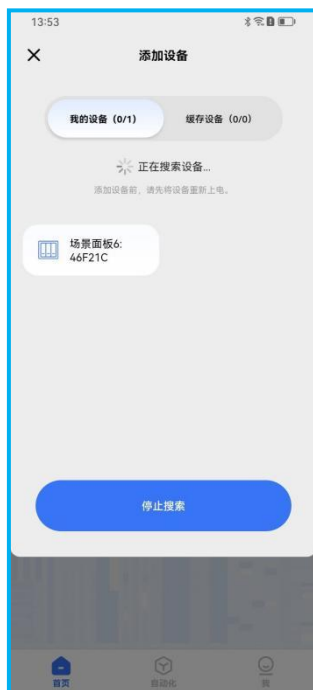 13:53
添加设备
我的设备（0/1）
缓存设备（0/0）
正在搜索设备...
添加设备前，请先将设备重新上电。
场景面板6:
46F21C
停止搜索
首页
自动化
我